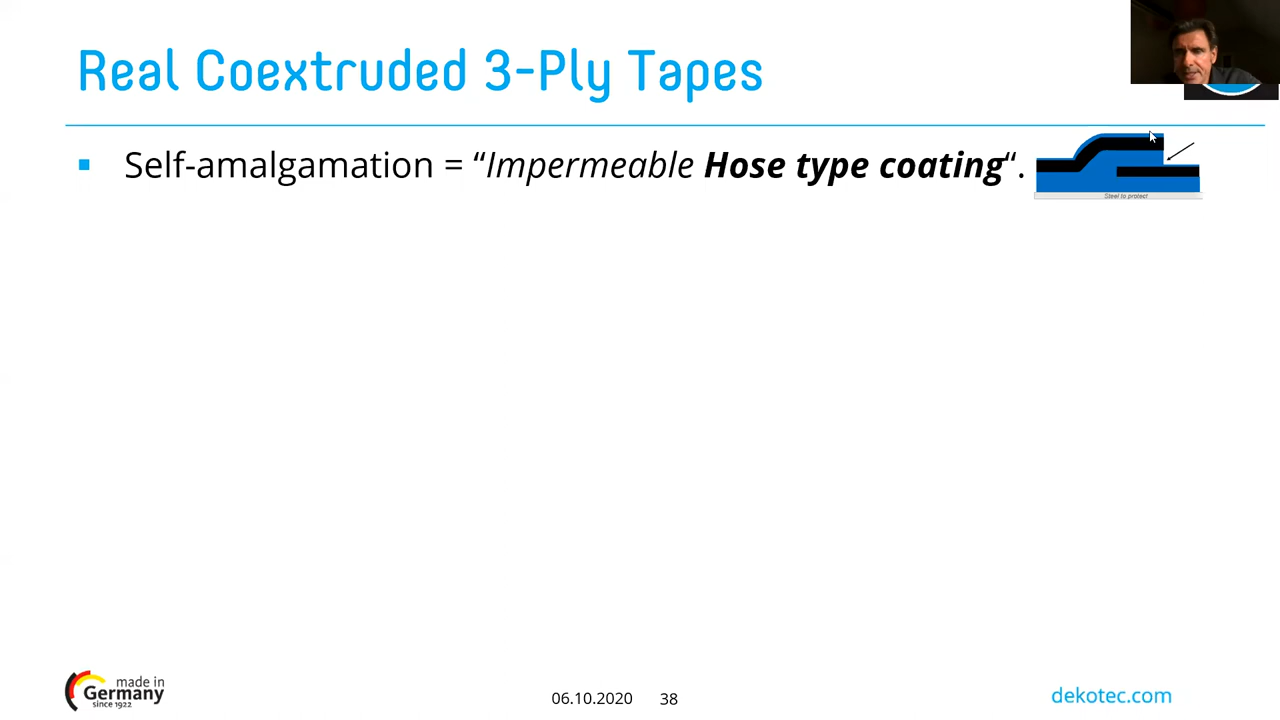 Real Coextruded 3-Ply Tapes
▪ Self-amalgamation = “Impermeable Hose type coating“.
Steel to protect
made in
Germany
since 1922
06.10.2020 38
dekotec.com